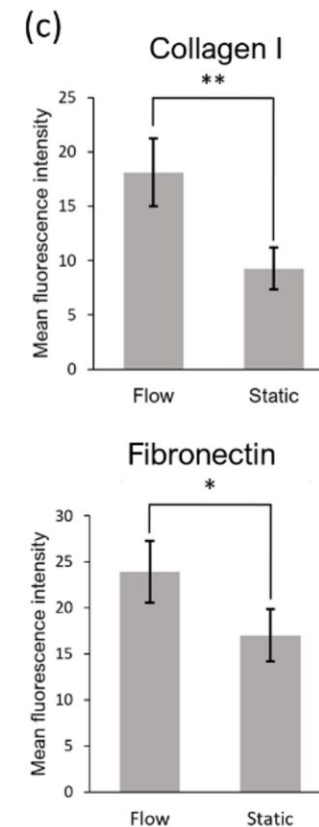 (c)
Collagen I
**
Mean fluorescence intensity
25
20
15
10
5
0
Flow Static
Fibronectin
*
Mean fluorescence intensity
30
25
20
15
10
5
0
Flow Static